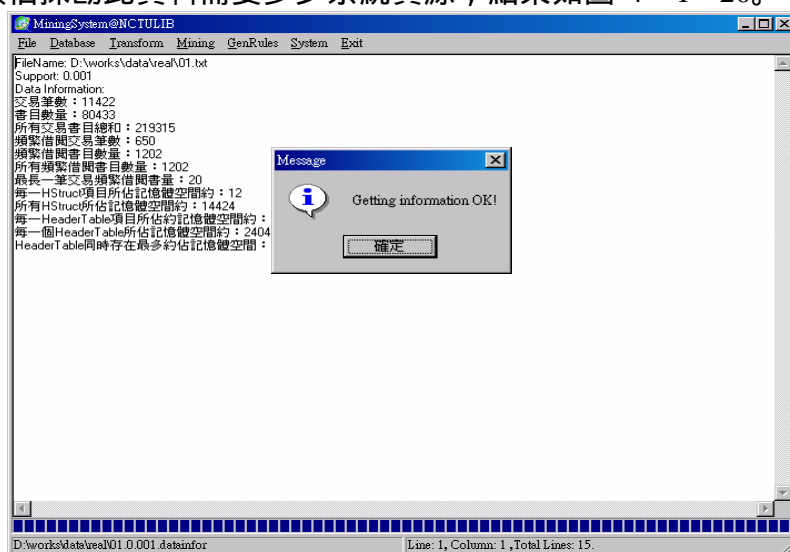 MiningSystem@NCTULIB
File Database Transform Mining GenRules System Exit
FileName: D:\works\data\real\01.txt
Support: 0.001
Data Information:
交易筆數：11422
書目數量：80433
所有交易書目總和：219315
頻繁借閱交易筆數：650
頻繁借閱書目數量：1202
所有頻繁借閱書目數量：1202
最長一筆交易頻繁借閱書量：20
每一HStruct項目所佔記憶體空間約：12
所有HStruct所佔記憶體空間約：14424
每一HeaderTable項目所佔約記憶體空間約：
每一個HeaderTable所佔記憶體空間約：2404
HeaderTable同時存在最多約佔記憶體空間：
Message
Getting information OK!
確定
D:\works\data\real\01.0.001.datainfor
Line: 1, Column: 1 ,Total Lines: 15.